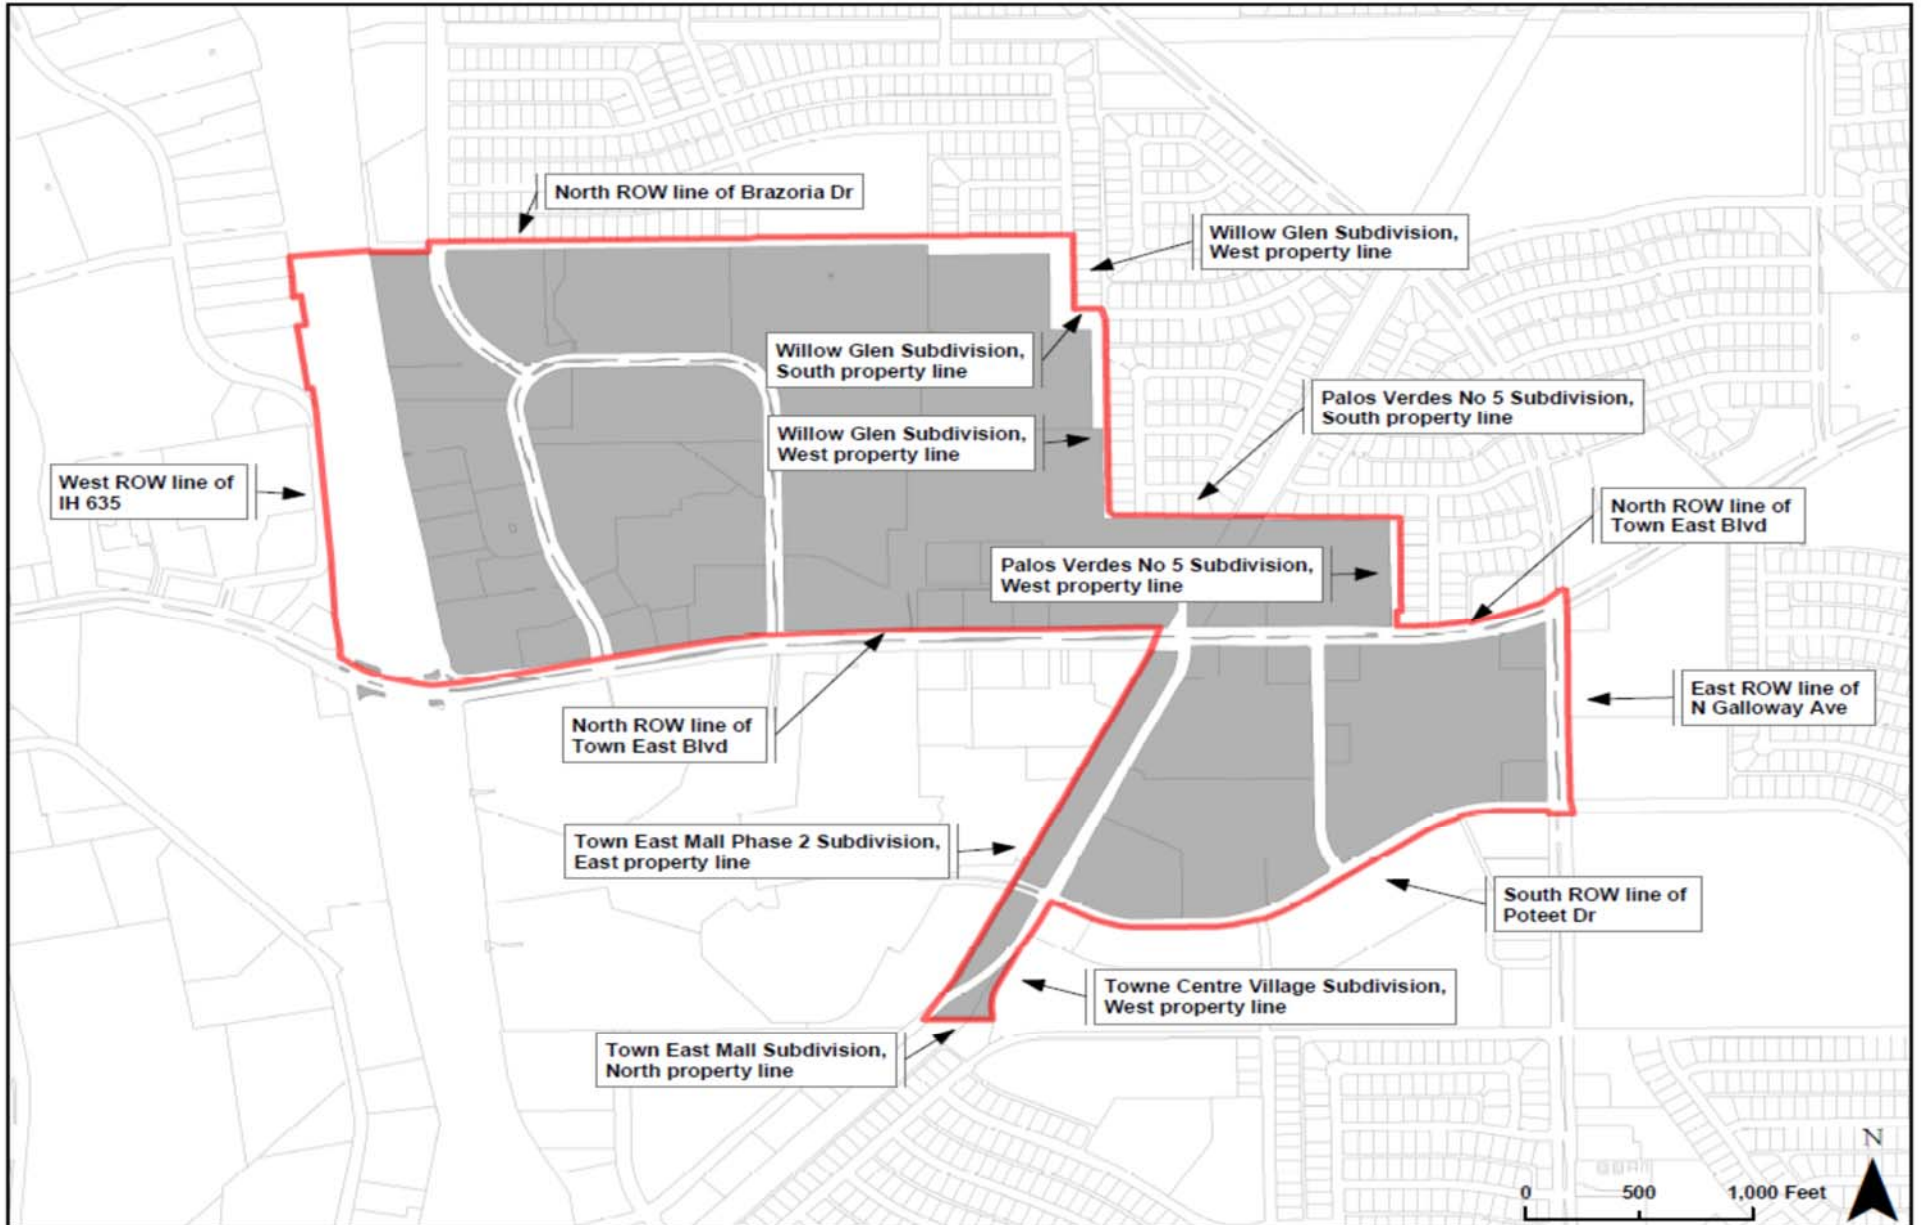 North ROW line of Brazoria Dr
Willow Glen Subdivision,
West property line
Willow Glen Subdivision,
South property line
Palos Verdes No 5 Subdivision,
South property line
Willow Glen Subdivision,
West property line
West ROW line of
IH 635
North ROW line of
Town East Blvd
Palos Verdes No 5 Subdivision,
West property line
East ROW line of
N Galloway Ave
North ROW line of
Town East Blvd
Town East Mall Phase 2 Subdivision,
East property line
South ROW line of
Poteet Dr
Towne Centre Village Subdivision,
West property line
Town East Mall Subdivision,
North property line
N
0 500 1,000 Feet